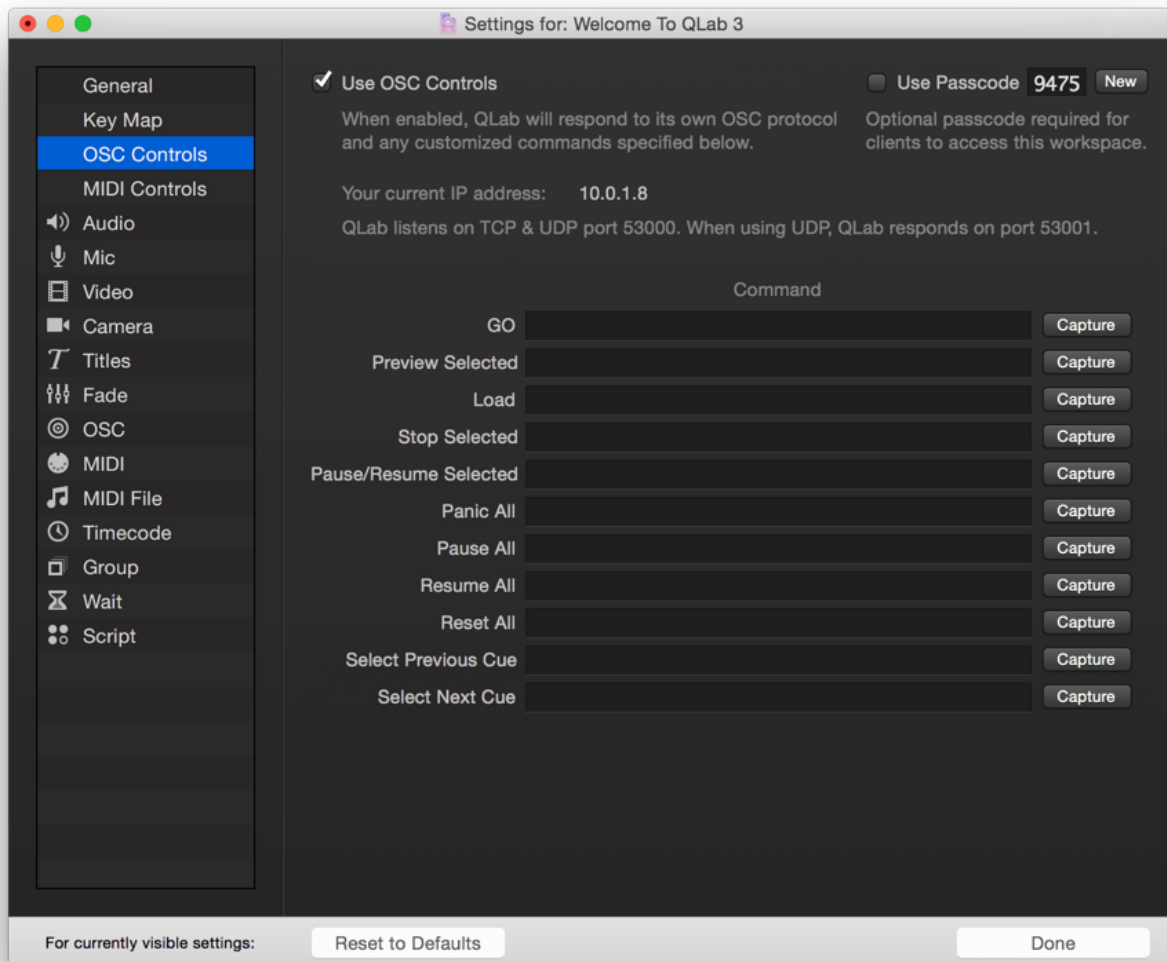 Settings for: Welcome To QLab 3
General
Key Map
OSC Controls
MIDI Controls
Audio
Mic
Video
Camera
Titles
Fade
OSC
MIDI
MIDI File
Timecode
Group
Wait
Script
Use OSC Controls
When enabled, QLab will respond to its own OSC protocol
and any customized commands specified below.
Use Passcode 9475 New
Optional passcode required for
clients to access this workspace.
Your current IP address: 10.0.1.8
QLab listens on TCP & UDP port 53000. When using UDP, QLab responds on port 53001.
Command
GO Capture
Preview Selected Capture
Load Capture
Stop Selected Capture
Pause/Resume Selected Capture
Panic All Capture
Pause All Capture
Resume All Capture
Reset All Capture
Select Previous Cue Capture
Select Next Cue Capture
For currently visible settings: Reset to Defaults Done